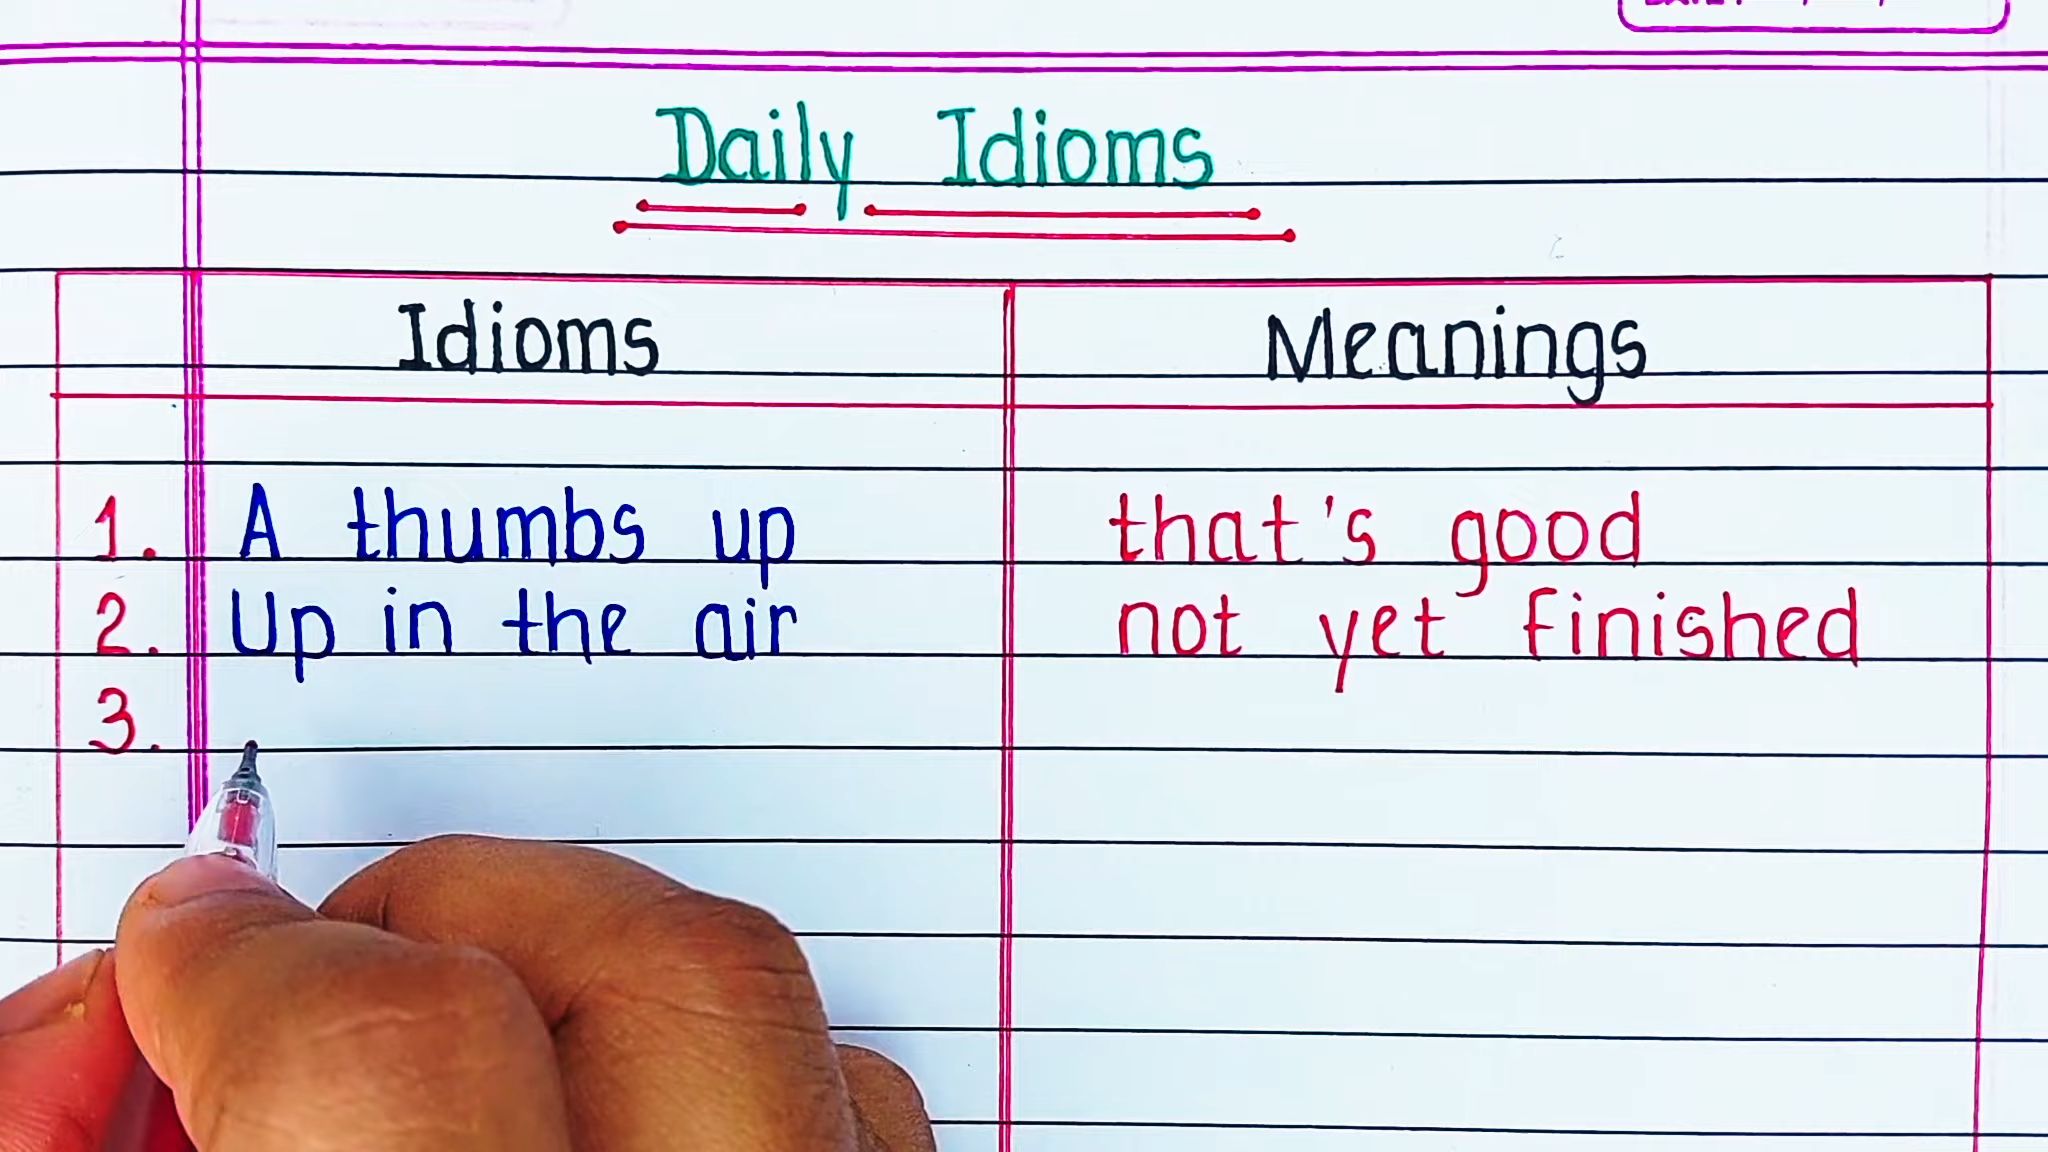 Daily Idioms
Idioms Meanings
1. A thumbs up that's good
2. Up in the air not yet finished
3.